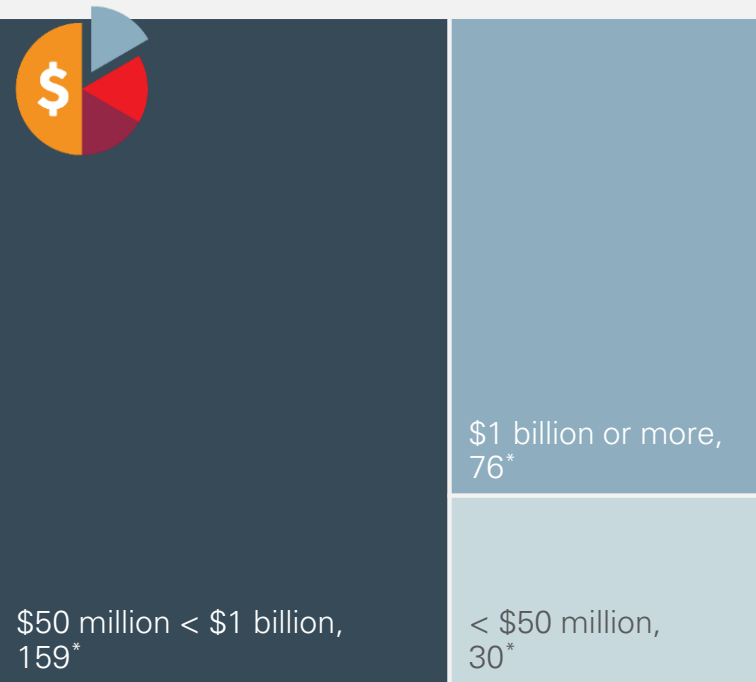 $
$1 billion or more,
76*
$50 million < $1 billion,
159*
< $50 million,
30*